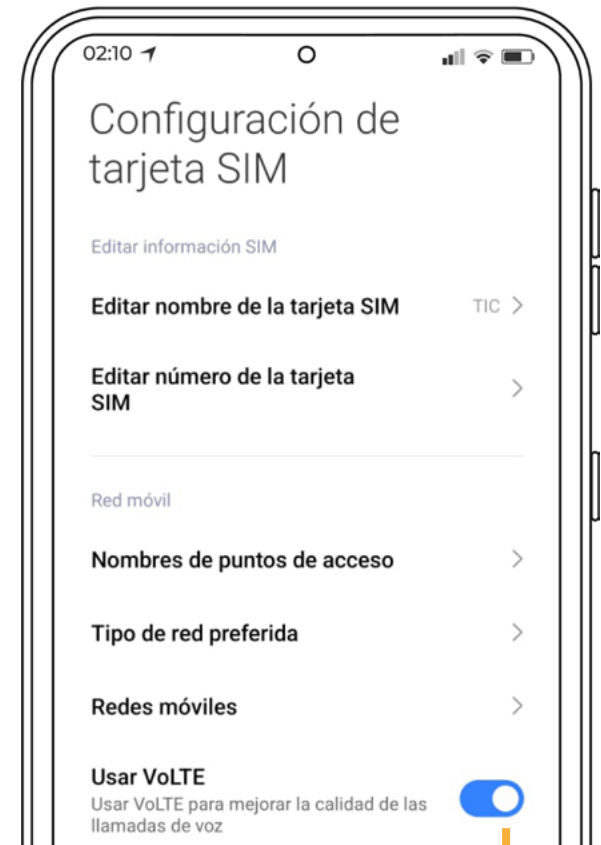 02:10
Configuración de
tarjeta SIM
Editar información SIM
Editar nombre de la tarjeta SIM TIC
Editar número de la tarjeta
SIM
Red móvil
Nombres de puntos de acceso
Tipo de red preferida
Redes móviles
Usar VoLTE
Usar VoLTE para mejorar la calidad de las
llamadas de voz